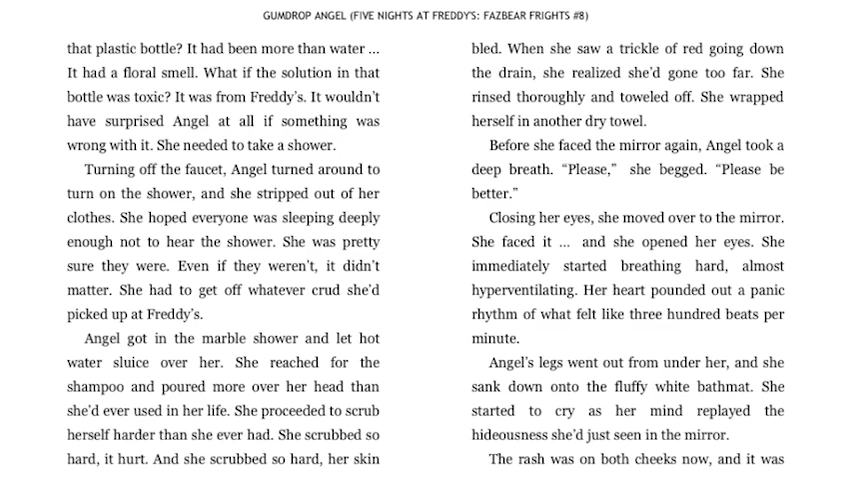 GUMDROP ANGEL (FIVE NIGHTS AT FREDDY'S: FAZBEAR FRIGHTS #8)
that plastic bottle? It had been more than water ...
It had a floral smell. What if the solution in that
bottle was toxic? It was from Freddy's. It wouldn't
have surprised Angel at all if something was
wrong with it. She needed to take a shower.
Turning off the faucet, Angel turned around to
turn on the shower, and she stripped out of her
clothes. She hoped everyone was sleeping deeply
enough not to hear the shower. She was pretty
sure they were. Even if they weren't, it didn't
matter. She had to get off whatever crud she'd
picked up at Freddy's.
Angel got in the marble shower and let hot
water sluice over her. She reached for the
shampoo and poured more over her head than
she'd ever used in her life. She proceeded to scrub
herself harder than she ever had. She scrubbed so
hard, it hurt. And she scrubbed so hard, her skin
bled. When she saw a trickle of red going down
the drain, she realized she'd gone too far. She
rinsed thoroughly and toweled off. She wrapped
herself in another dry towel.
Before she faced the mirror again, Angel took a
deep breath. “Please,” she begged. “Please be
better.”
Closing her eyes, she moved over to the mirror.
She faced it ... and she opened her eyes. She
immediately started breathing hard, almost
hyperventilating. Her heart pounded out a panic
rhythm of what felt like three hundred beats per
minute.
Angel's legs went out from under her, and she
sank down onto the fluffy white bathmat. She
started to cry as her mind replayed the
hideousness she'd just seen in the mirror.
The rash was on both cheeks now, and it was